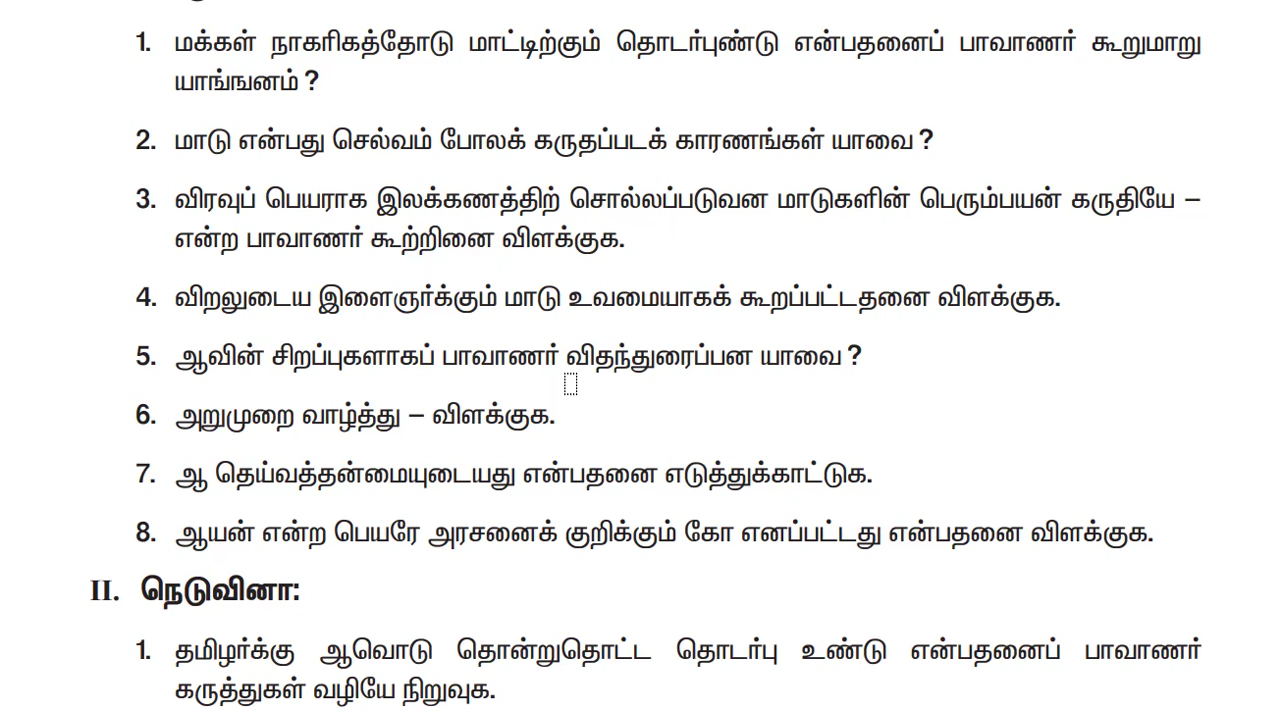 1. மக்கள் நாகரிகத்தோடு மாட்டிற்கும் தொடர்புண்டு என்பதனைப் பாவாணர் கூறுமாறு
யாங்ஙனம் ?
2. மாடு என்பது செல்வம் போலக் கருதப்படக் காரணங்கள் யாவை ?
3. விரவுப் பெயராக இலக்கணத்திற் சொல்லப்படுவன மாடுகளின் பெரும்பயன் கருதியே –
என்ற பாவாணர் கூற்றினை விளக்குக.
4. விறலுடைய இளைஞர்க்கும் மாடு உவமையாகக் கூறப்பட்டதனை விளக்குக.
5. ஆவின் சிறப்புகளாகப் பாவாணர் விதந்துரைப்பன யாவை ?
6. அறுமுறை வாழ்த்து – விளக்குக.
7. ஆ தெய்வத்தன்மையுடையது என்பதனை எடுத்துக்காட்டுக.
8. ஆயன் என்ற பெயரே அரசனைக் குறிக்கும் கோ எனப்பட்டது என்பதனை விளக்குக.
II. நெடுவினா:
1. தமிழர்க்கு ஆவொடு தொன்றுதொட்ட தொடர்பு உண்டு என்பதனைப் பாவாணர்
கருத்துகள் வழியே நிறுவுக.